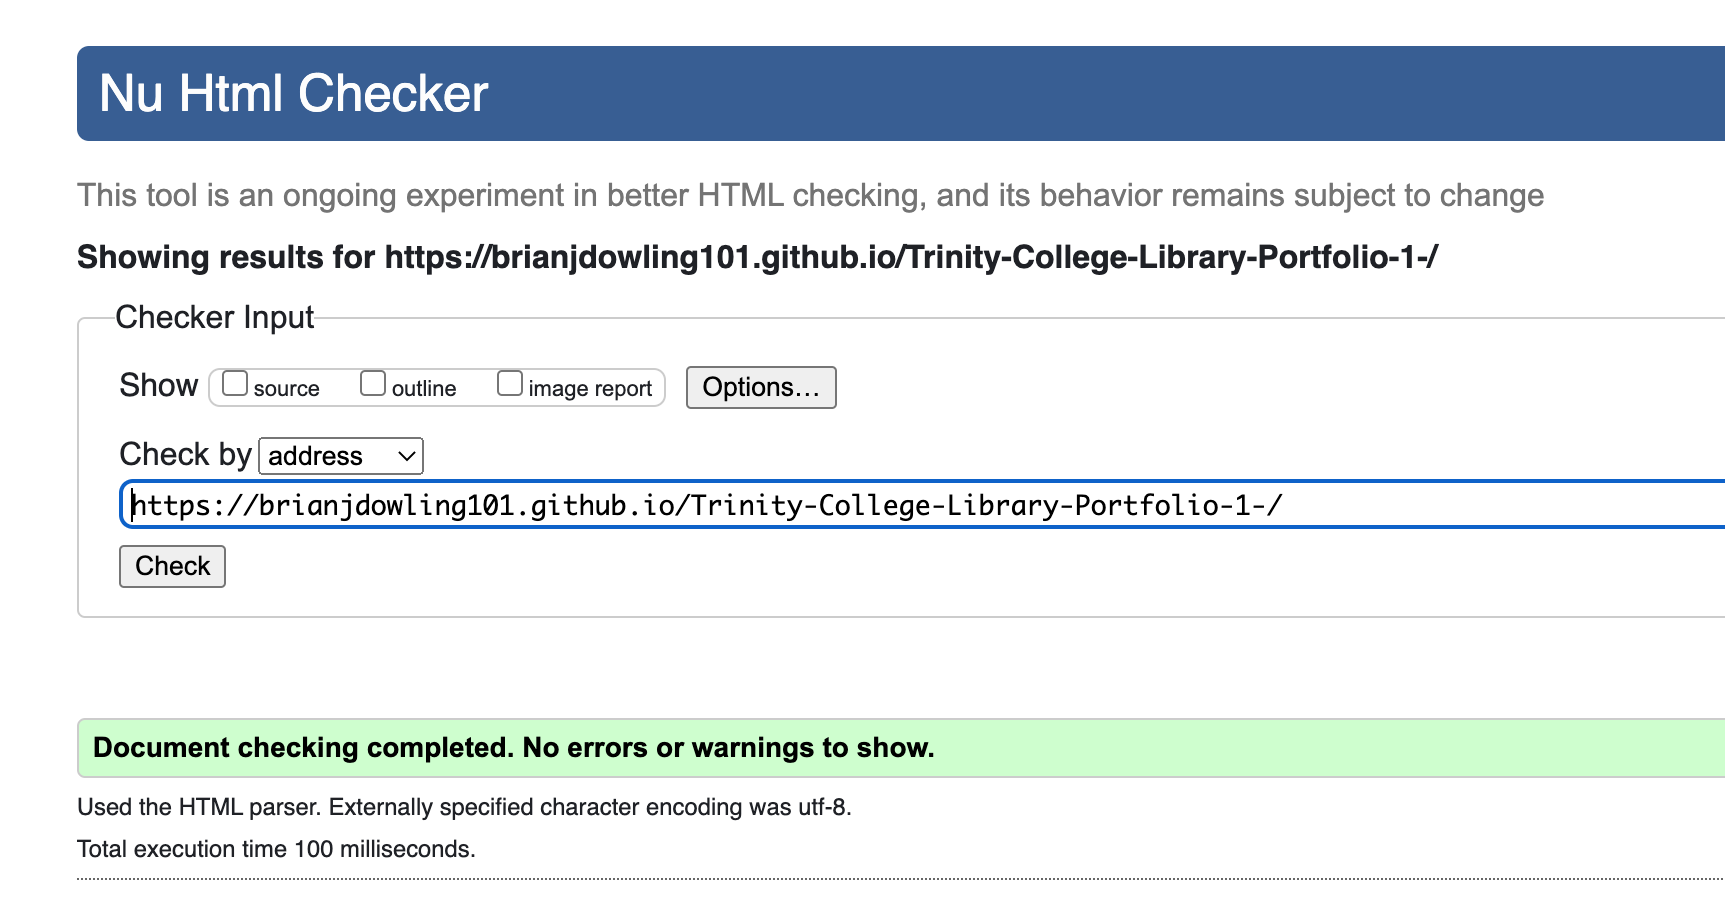 Nu Html Checker
This tool is an ongoing experiment in better HTML checking, and its behavior remains subject to change
Showing results for https://brianjdowling101.github.io/Trinity-College-Library-Portfolio-1-/
Checker Input
Show source outline image report Options...
Check by address
https://brianjdowling101.github.io/Trinity-College-Library-Portfolio-1-/
Check
Document checking completed. No errors or warnings to show.
Used the HTML parser. Externally specified character encoding was utf-8.
Total execution time 100 milliseconds.